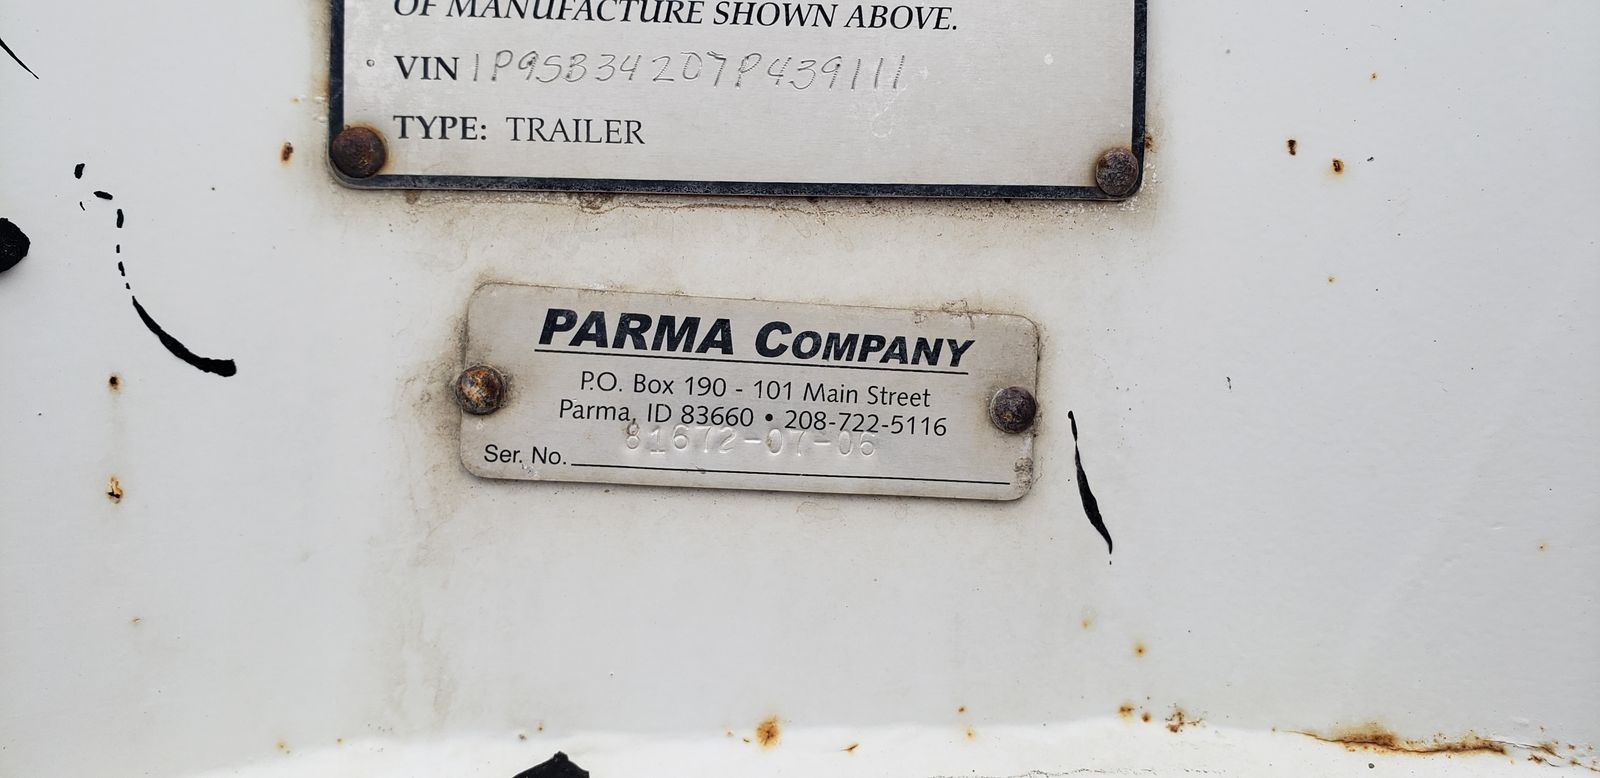 OF MANUFACTURE SHOWN ABOVE.
VIN 1P9SB34207P439111
TYPE: TRAILER
PARMA COMPANY
P.O. Box 190 - 101 Main Street
Parma, ID 83660 • 208-722-5116
81672-07-06
Ser. No.